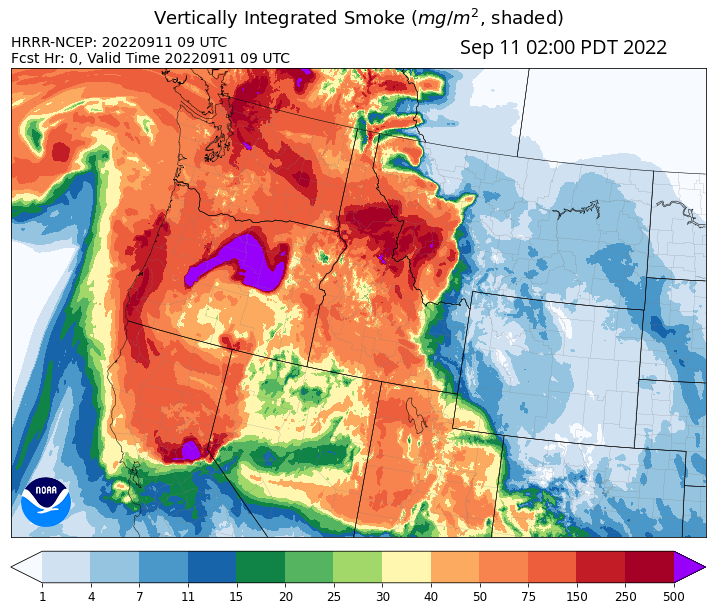 Vertically Integrated Smoke (mg/m², shaded)
HRRR-NCEP: 20220911 09 UTC
Sep 11 02:00 PDT 2022
Fcst Hr: 0, Valid Time 20220911 09 UTC
NOAA
1 4 7 11 15 20 25 30 40 50 75 150 250 500